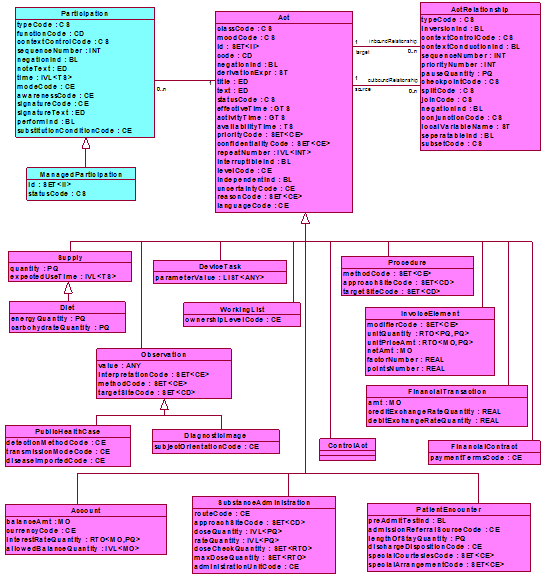 Participation
typeCode : CS
functionCode : CD
contextControlCode : CS
sequenceNumber : INT
negationInd : BL
noteText : ED
time : IVL<TS>
modeCode : CE
awarenessCode : CE
signatureCode : CE
signatureText : ED
performInd : BL
substitutionConditionCode : CE
ManagedParticipation
id : SET<II>
statusCode : CS
0..n
1
Act
classCode : CS
moodCode : CS
id : SET<II>
code : CD
negationInd : BL
derivationExpr : ST
title : ED
text : ED
statusCode : CS
effectiveTime : GTS
activityTime : GTS
availabilityTime : TS
priorityCode : SET<CE>
confidentialityCode : SET<CE>
repeatNumber : IVL<INT>
interruptibleInd : BL
levelCode : CE
independentInd : BL
uncertaintyCode : CE
reasonCode : SET<CE>
languageCode : CE
1 inboundRelationship
target 0..n
1 outboundRelationship
source 0..n
ActRelationship
typeCode : CS
inversionInd : BL
contextControlCode : CS
contextConductionInd : BL
sequenceNumber : INT
priorityNumber : INT
pauseQuantity : PQ
checkpointCode : CS
splitCode : CS
joinCode : CS
negationInd : BL
conjunctionCode : CS
localVariableName : ST
seperatableInd : BL
subsetCode : CS
Supply
quantity : PQ
expectedUseTime : IVL<TS>
Diet
energyQuantity : PQ
carbohydrateQuantity : PQ
DeviceTask
parameterValue : LIST<ANY>
WorkingList
ownershipLevelCode : CE
Procedure
methodCode : SET<CE>
approachSiteCode : SET<CD>
targetSiteCode : SET<CD>
InvoiceElement
modifierCode : SET<CE>
unitQuantity : RTO<PQ,PQ>
unitPriceAmt : RTO<MO,PQ>
netAmt : MO
factorNumber : REAL
pointsNumber : REAL
Observation
value : ANY
interpretationCode : SET<CE>
methodCode : SET<CE>
targetSiteCode : SET<CD>
FinancialTransaction
amt : MO
creditExchangeRateQuantity : REAL
debitExchangeRateQuantity : REAL
PublicHealthCase
detectionMethodCode : CE
transmissionModeCode : CE
diseaseImportedCode : CE
DiagnosticImage
subjectOrientationCode : CE
ControlAct
FinancialContract
paymentTermsCode : CE
Account
balanceAmt : MO
currencyCode : CE
interestRateQuantity : RTO<MO,PQ>
allowedBalanceQuantity : IVL<MO>
SubstanceAdministration
routeCode : CE
approachSiteCode : SET<CD>
doseQuantity : IVL<PQ>
rateQuantity : IVL<PQ>
doseCheckQuantity : SET<RTO>
maxDoseQuantity : SET<RTO>
administrationUnitCode : CE
PatientEncounter
preAdmitTestInd : BL
admissionReferralSourceCode : CE
lengthOfStayQuantity : PQ
dischargeDispositionCode : CE
specialCourtesiesCode : SET<CE>
specialArrangementCode : SET<CE>